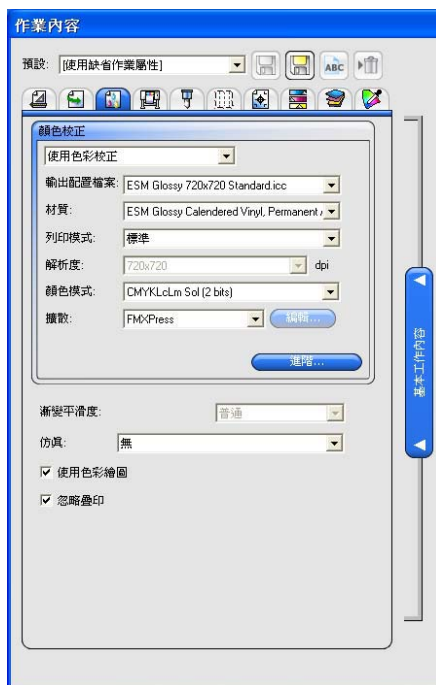 作業內容
預設: [使用缺省作業屬性]
ABC
顏色校正
使用色彩校正
輸出配置檔案: ESM Glossy 720x720 Standard.icc
材質: ESM Glossy Calendered Vinyl, Permanent
列印模式: 標準
解析度: 720x720 dpi
顏色模式: CMYKLcLm Sol (2 bits)
擴散: FMXPress 編輯...
進階...
漸變平滑度: 普通
仿真: 無
使用色彩繪圖
忽略疊印
基本工作內容